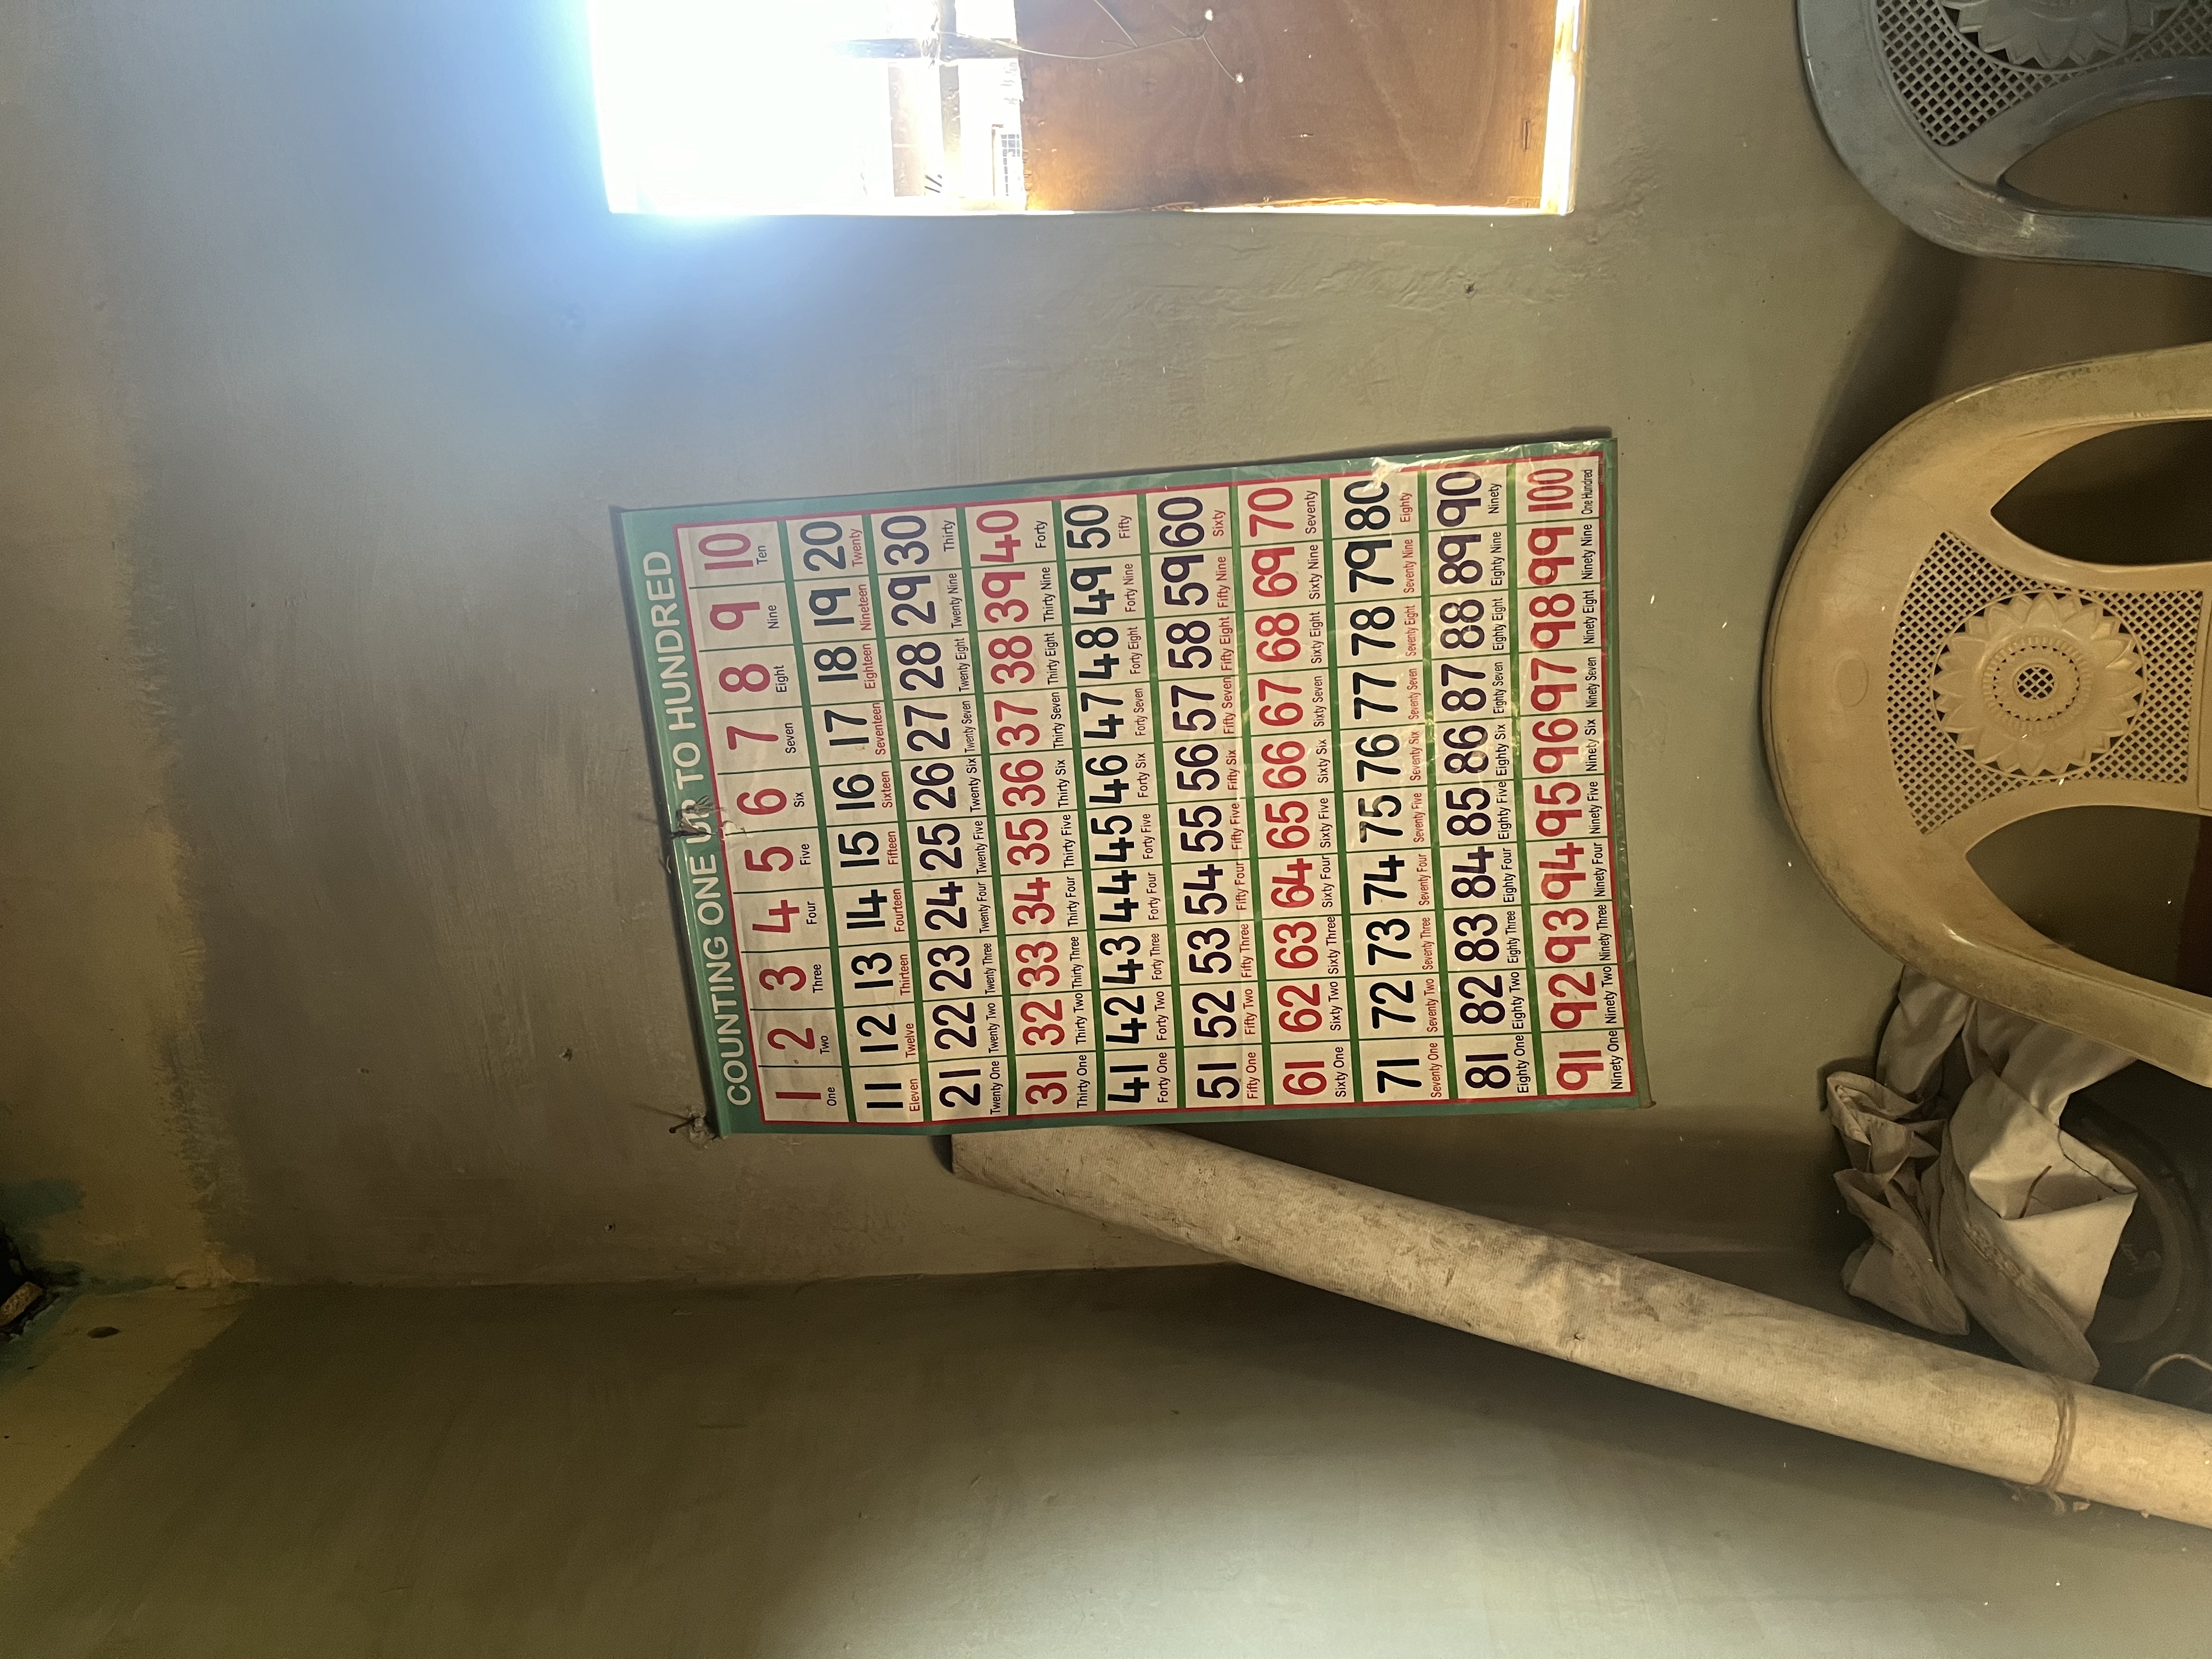 COUNTING ONE UP TO HUNDRED
1 2 3 4 5 6 7 8 9 10
One Two Three Four Five Six Seven Eight Nine Ten
11 12 13 14 15 16 17 18 19 20
Eleven Twelve Thirteen Fourteen Fifteen Sixteen Seventeen Eighteen Nineteen Twenty
21 22 23 24 25 26 27 28 29 30
Twenty One Twenty Two Twenty Three Twenty Four Twenty Five Twenty Six Twenty Seven Twenty Eight Twenty Nine Thirty
31 32 33 34 35 36 37 38 39 40
Thirty One Thirty Two Thirty Three Thirty Four Thirty Five Thirty Six Thirty Seven Thirty Eight Thirty Nine Forty
41 42 43 44 45 46 47 48 49 50
Forty One Forty Two Forty Three Forty Four Forty Five Forty Six Forty Seven Forty Eight Forty Nine Fifty
51 52 53 54 55 56 57 58 59 60
Fifty One Fifty Two Fifty Three Fifty Four Fifty Five Fifty Six Fifty Seven Fifty Eight Fifty Nine Sixty
61 62 63 64 65 66 67 68 69 70
Sixty One Sixty Two Sixty Three Sixty Four Sixty Five Sixty Six Sixty Seven Sixty Eight Sixty Nine Seventy
71 72 73 74 75 76 77 78 79 80
Seventy One Seventy Two Seventy Three Seventy Four Seventy Five Seventy Six Seventy Seven Seventy Eight Seventy Nine Eighty
81 82 83 84 85 86 87 88 89 90
Eighty One Eighty Two Eighty Three Eighty Four Eighty Five Eighty Six Eighty Seven Eighty Eight Eighty Nine Ninety
91 92 93 94 95 96 97 98 99 100
Ninety One Ninety Two Ninety Three Ninety Four Ninety Five Ninety Six Ninety Seven Ninety Eight Ninety Nine One Hundred